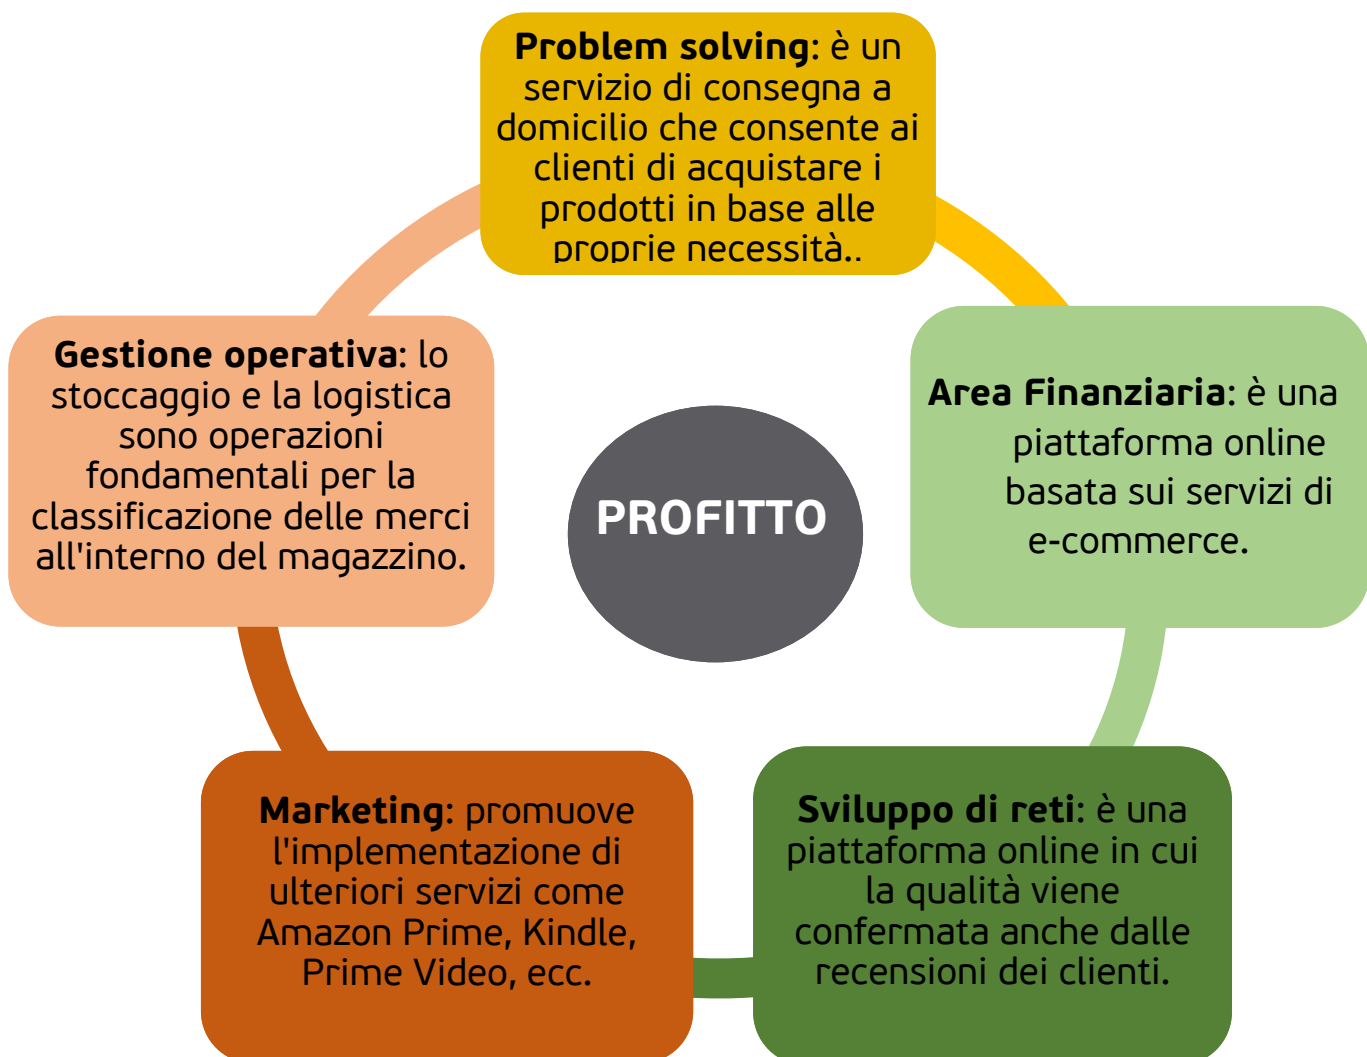 Problem solving: è un
servizio di consegna a
domicilio che consente ai
clienti di acquistare i
prodotti in base alle
proprie necessità..
Gestione operativa: lo
stoccaggio e la logistica
sono operazioni
fondamentali per la
classificazione delle merci
all'interno del magazzino.
PROFITTO
Area Finanziaria: è una
piattaforma online
basata sui servizi di
e-commerce.
Marketing: promuove
l'implementazione di
ulteriori servizi come
Amazon Prime, Kindle,
Prime Video, ecc.
Sviluppo di reti: è una
piattaforma online in cui
la qualità viene
confermata anche dalle
recensioni dei clienti.